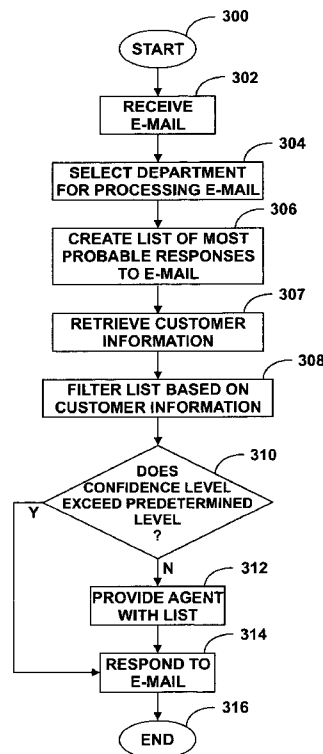 300
START
302
RECEIVE
E-MAIL
304
SELECT DEPARTMENT
FOR PROCESSING E-MAIL
306
CREATE LIST OF MOST
PROBABLE RESPONSES
TO E-MAIL
307
RETRIEVE CUSTOMER
INFORMATION
308
FILTER LIST BASED ON
CUSTOMER INFORMATION
310
DOES
CONFIDENCE LEVEL
EXCEED PREDETERMINED
LEVEL
?
Y
N
312
PROVIDE AGENT
WITH LIST
314
RESPOND TO
E-MAIL
316
END